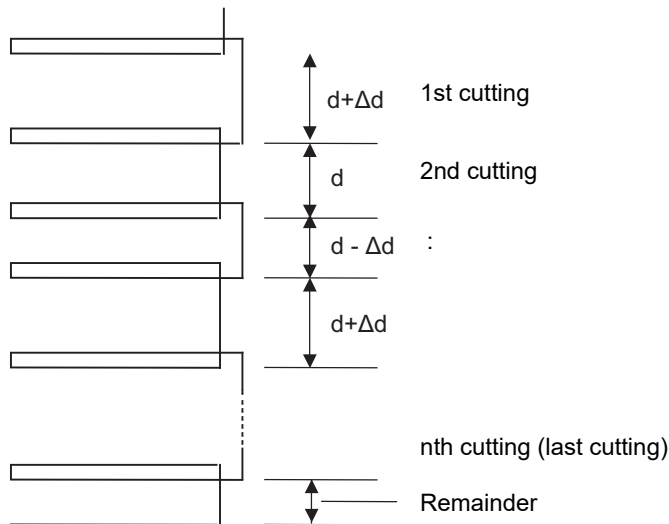 d+Δd 1st cutting
d 2nd cutting
d - Δd :
d+Δd
nth cutting (last cutting)
Remainder